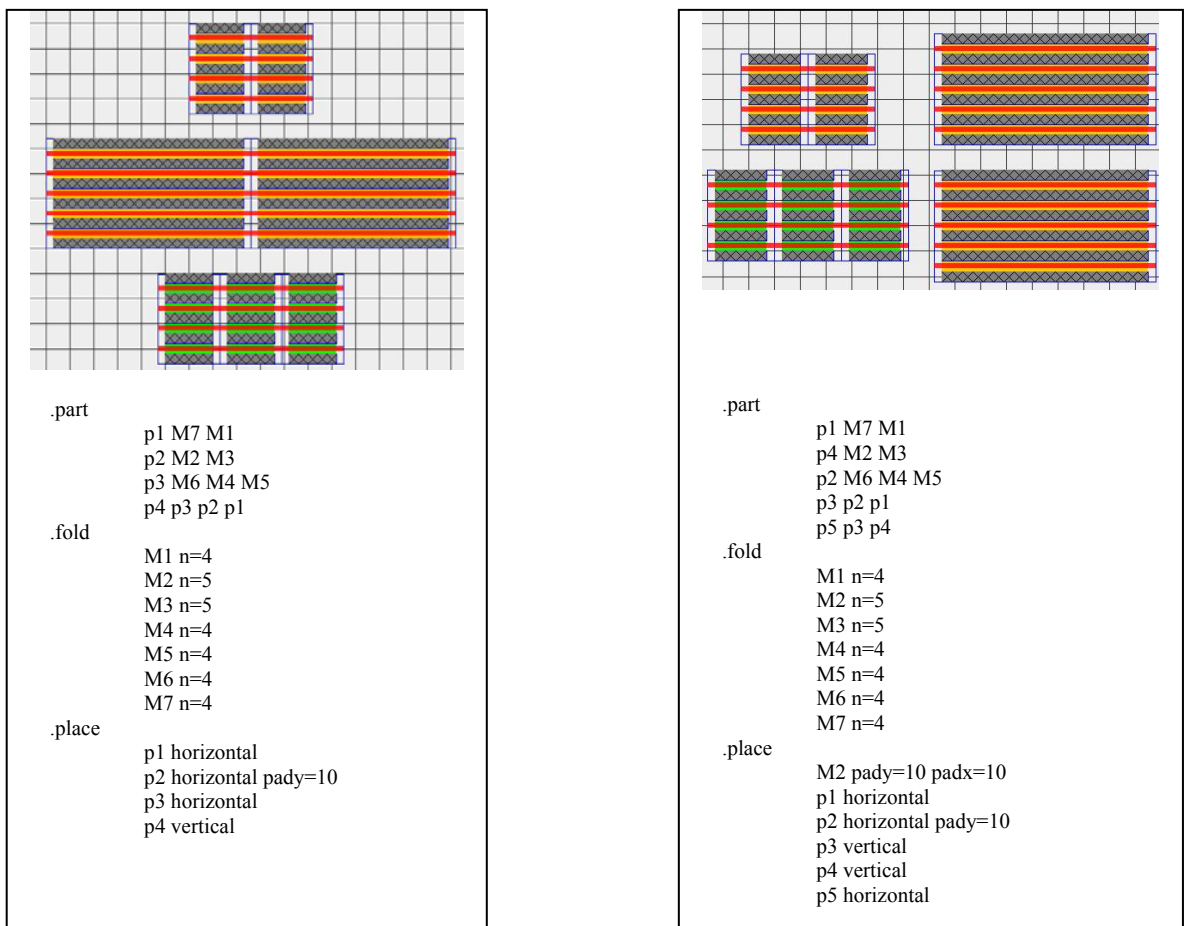 .part
p1 M7 M1
p2 M2 M3
p3 M6 M4 M5
p4 p3 p2 p1
.fold
M1 n=4
M2 n=5
M3 n=5
M4 n=4
M5 n=4
M6 n=4
M7 n=4
.place
p1 horizontal
p2 horizontal pady=10
p3 horizontal
p4 vertical
.part
p1 M7 M1
p4 M2 M3
p2 M6 M4 M5
p3 p2 p1
p5 p3 p4
.fold
M1 n=4
M2 n=5
M3 n=5
M4 n=4
M5 n=4
M6 n=4
M7 n=4
.place
M2 pady=10 padx=10
p1 horizontal
p2 horizontal pady=10
p3 vertical
p4 vertical
p5 horizontal